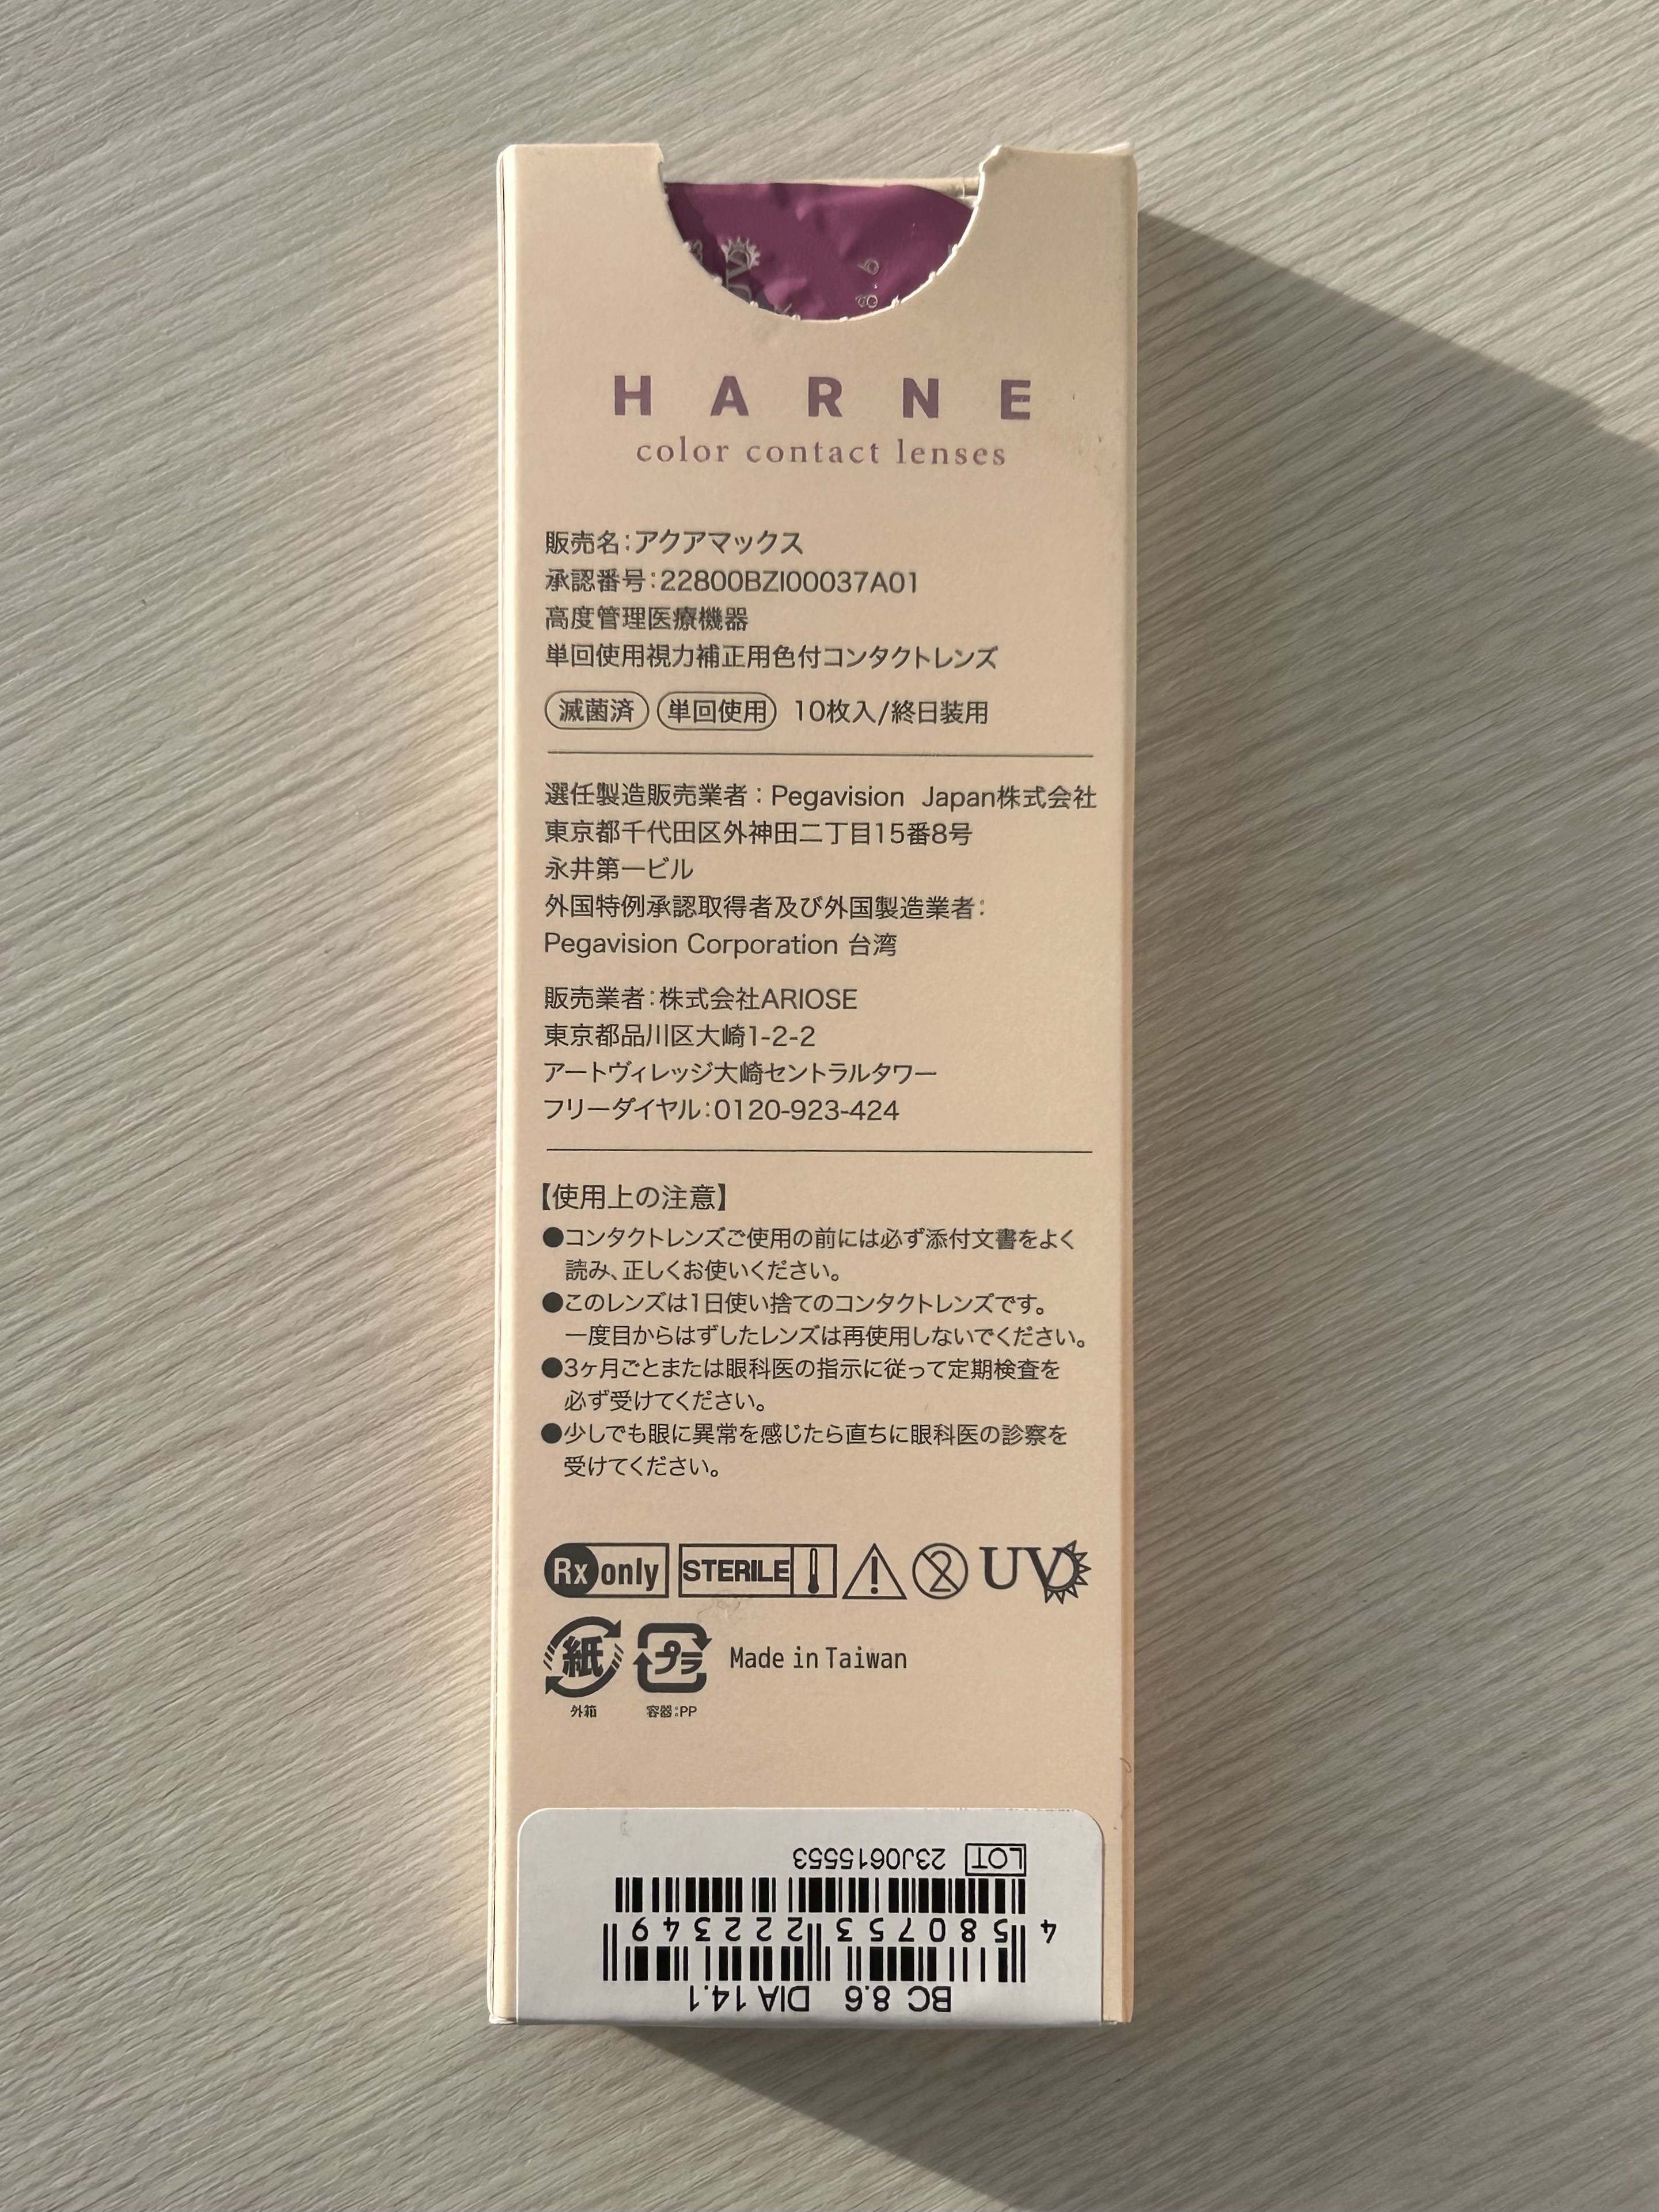 HARNE
color contact lenses
販売名:アクアマックス
承認番号:22800BZI00037A01
高度管理医療機器
単回使用視力補正用色付コンタクトレンズ
滅菌済 単回使用 10枚入/終日装用
選任製造販売業者:Pegavision Japan株式会社
東京都千代田区外神田二丁目15番8号
永井第一ビル
外国特例承認取得者及び外国製造業者:
Pegavision Corporation 台湾
販売業者:株式会社ARIOSE
東京都品川区大崎1-2-2
アートヴィレッジ大崎セントラルタワー
フリーダイヤル:0120-923-424
【使用上の注意】
●コンタクトレンズご使用の前には必ず添付文書をよく
読み、正しくお使いください。
●このレンズは1日使い捨てのコンタクトレンズです。
一度目からはずしたレンズは再使用しないでください。
●3ヶ月ごとまたは眼科医の指示に従って定期検査を
必ず受けてください。
●少しでも眼に異常を感じたら直ちに眼科医の診察を
受けてください。
Rx only STERILE ! 2 UV
紙 プラ Made in Taiwan
外箱 容器:PP
BC 8.6 DIA 14.1
4 580753 222349
LOT 23J0615553